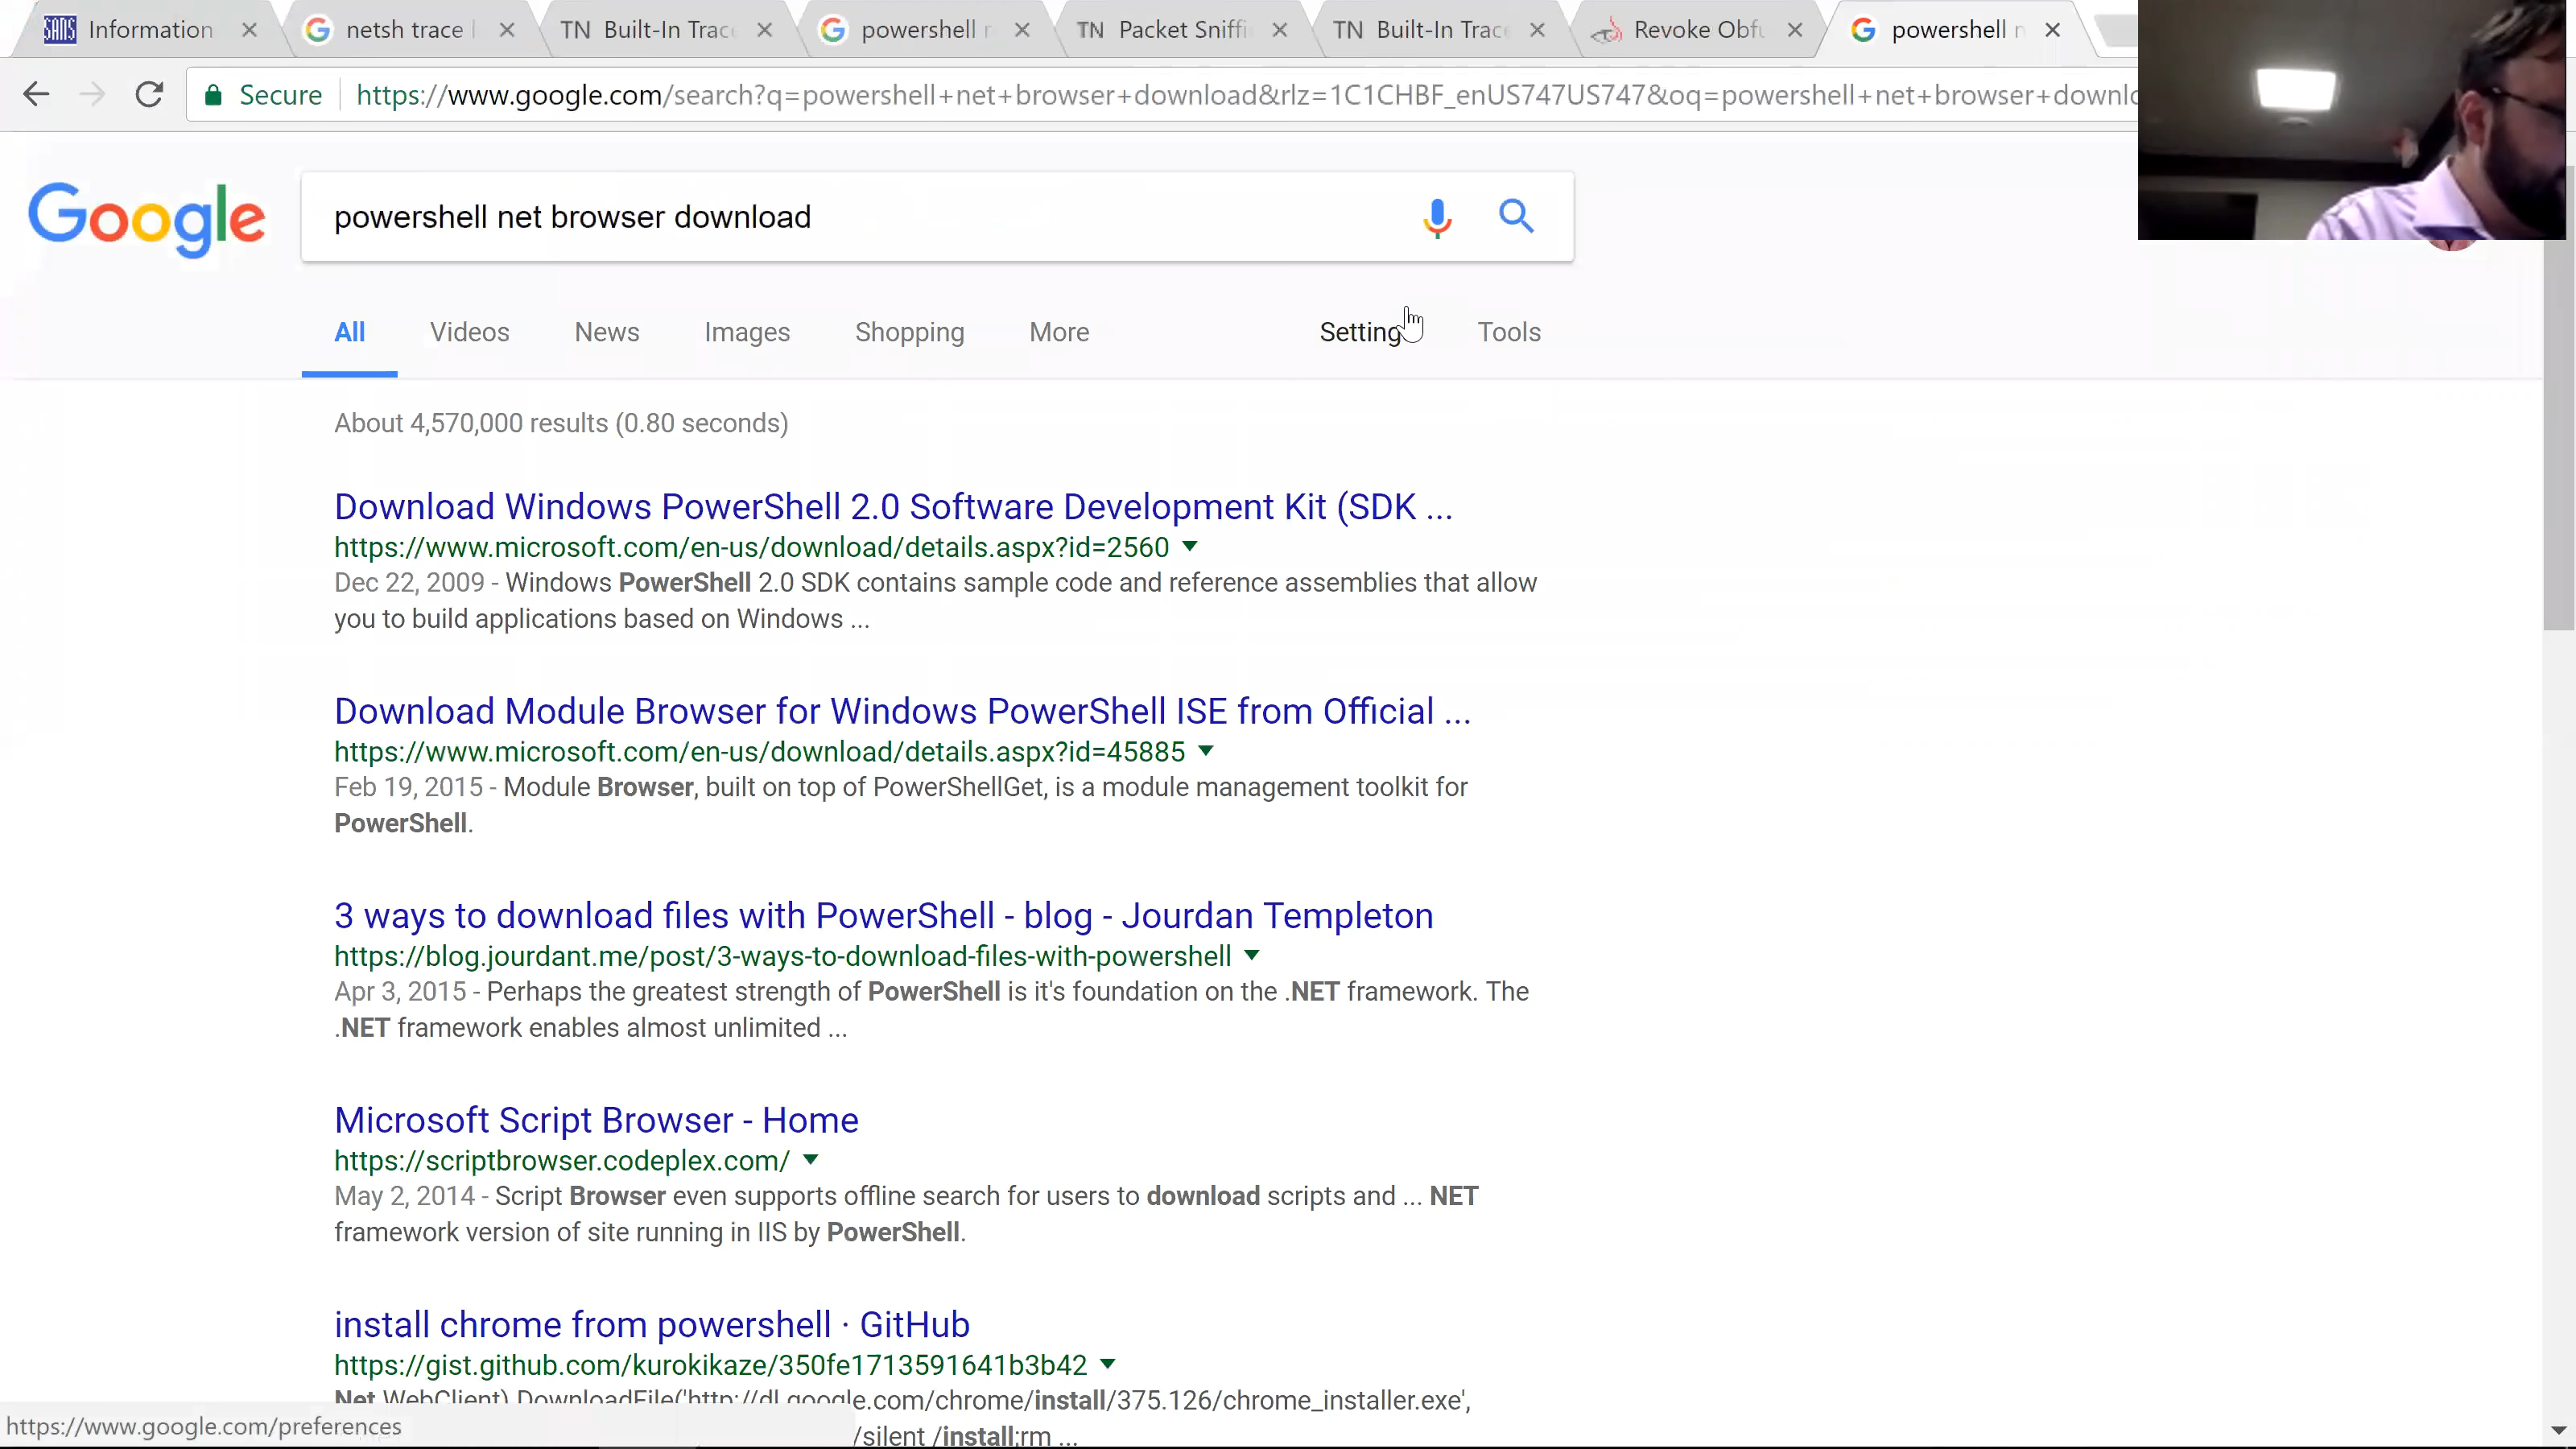 SANS Information
netsh trace
TN Built-In Trac
powershell
TN Packet Sniffi
TN Built-In Trac
Revoke Obfu
powershell
Secure https://www.google.com/search?q=powershell+net+browser+download&rlz=1C1CHBF_enUS747US747&oq=powershell+net+browser+downlo
Google
powershell net browser download
All Videos News Images Shopping More Setting Tools
About 4,570,000 results (0.80 seconds)
Download Windows PowerShell 2.0 Software Development Kit (SDK ...
https://www.microsoft.com/en-us/download/details.aspx?id=2560
Dec 22, 2009 - Windows PowerShell 2.0 SDK contains sample code and reference assemblies that allow
you to build applications based on Windows ...
Download Module Browser for Windows PowerShell ISE from Official ...
https://www.microsoft.com/en-us/download/details.aspx?id=45885
Feb 19, 2015 - Module Browser, built on top of PowerShellGet, is a module management toolkit for
PowerShell.
3 ways to download files with PowerShell - blog - Jourdan Templeton
https://blog.jourdant.me/post/3-ways-to-download-files-with-powershell
Apr 3, 2015 - Perhaps the greatest strength of PowerShell is it's foundation on the .NET framework. The
.NET framework enables almost unlimited ...
Microsoft Script Browser - Home
https://scriptbrowser.codeplex.com/
May 2, 2014 - Script Browser even supports offline search for users to download scripts and ... NET
framework version of site running in IIS by PowerShell.
install chrome from powershell · GitHub
https://gist.github.com/kurokikaze/350fe1713591641b3b42
Net.WebClient).DownloadFile('http://dl.google.com/chrome/install/375.126/chrome_installer.exe',
/silent /install;rm ...
https://www.google.com/preferences